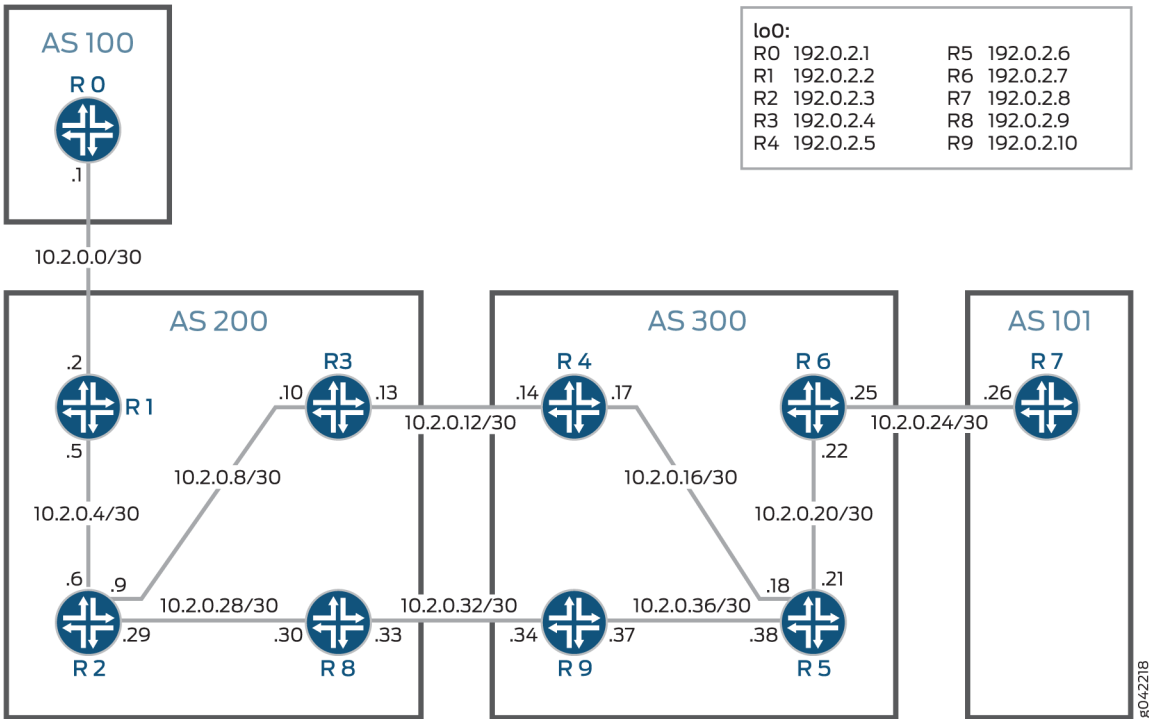 AS 100
R 0
.1
10.2.0.0/30
lo0:
R0 192.0.2.1 R5 192.0.2.6
R1 192.0.2.2 R6 192.0.2.7
R2 192.0.2.3 R7 192.0.2.8
R3 192.0.2.4 R8 192.0.2.9
R4 192.0.2.5 R9 192.0.2.10
AS 200
.2
R 1
.5
R3
.10
.13
10.2.0.8/30
10.2.0.4/30
.6
.9
R 2
.29
10.2.0.28/30
.30
.33
R 8
10.2.0.12/30
10.2.0.32/30
AS 300
R 4
.14
.17
10.2.0.16/30
R 6
.25
.22
10.2.0.20/30
.18
.21
.34
.37
R 9
10.2.0.36/30
.38
R 5
10.2.0.24/30
AS 101
R 7
.26
g042218